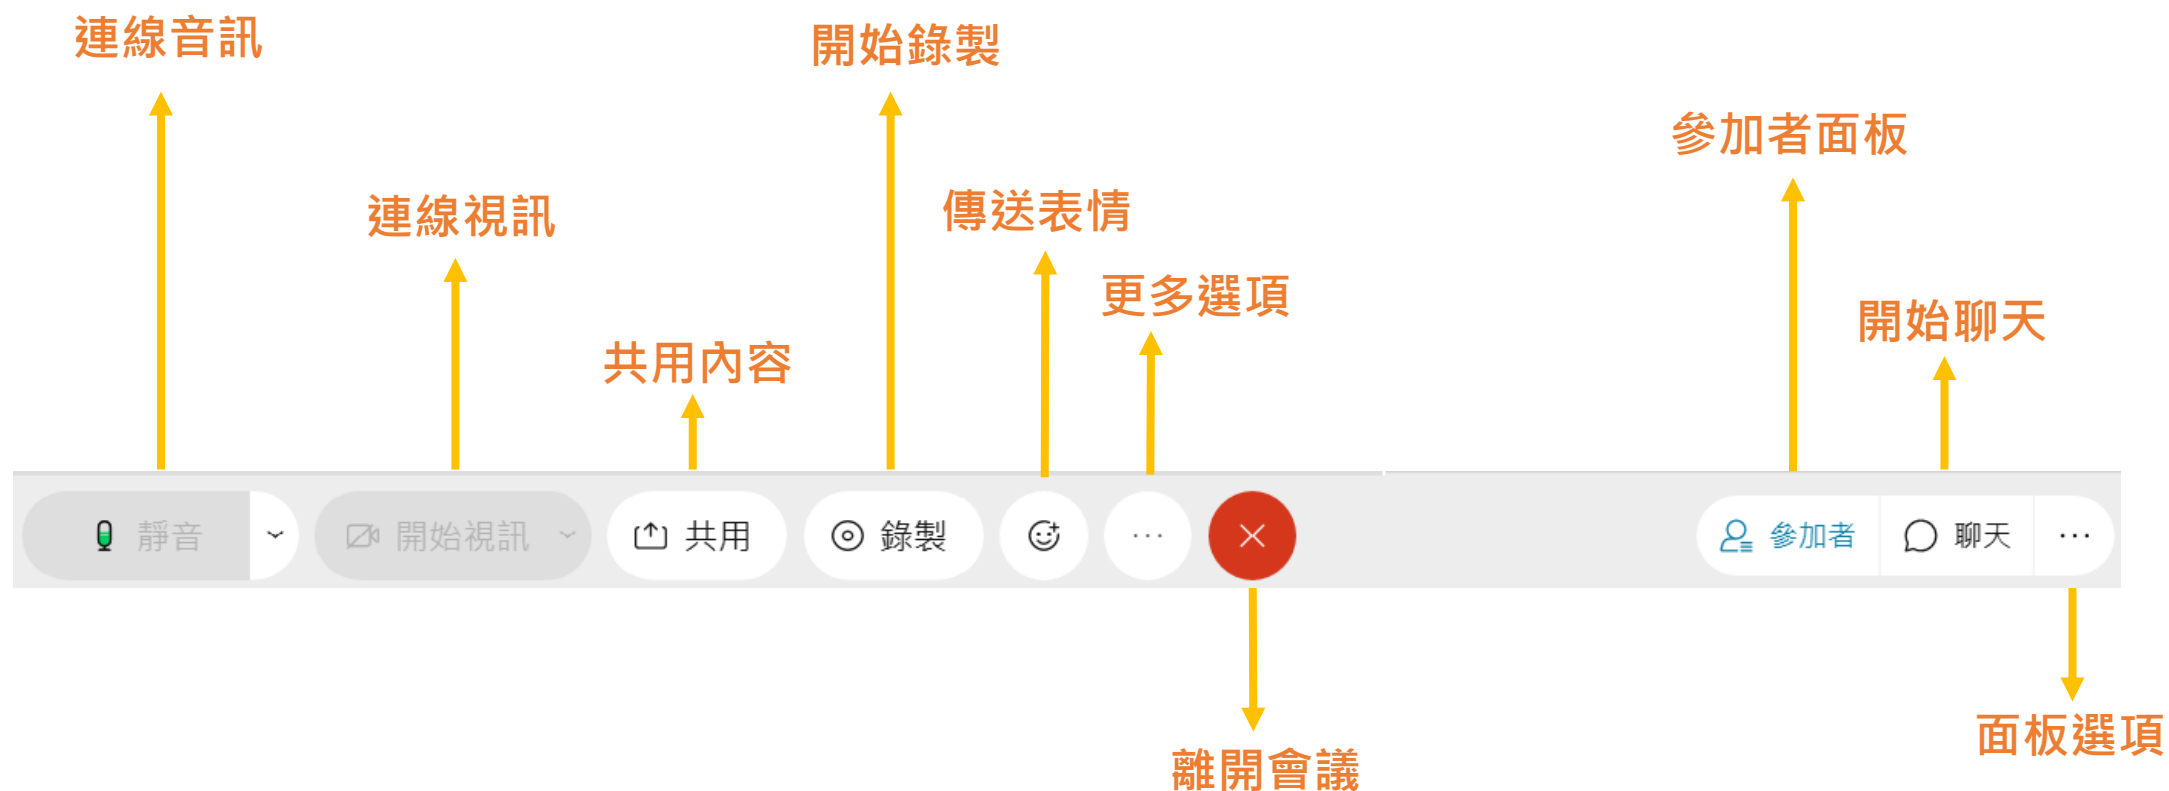 連線音訊
開始錄製
參加者面板
連線視訊
傳送表情
更多選項
開始聊天
共用內容
靜音
開始視訊
共用
錄製
參加者
聊天
面板選項
離開會議